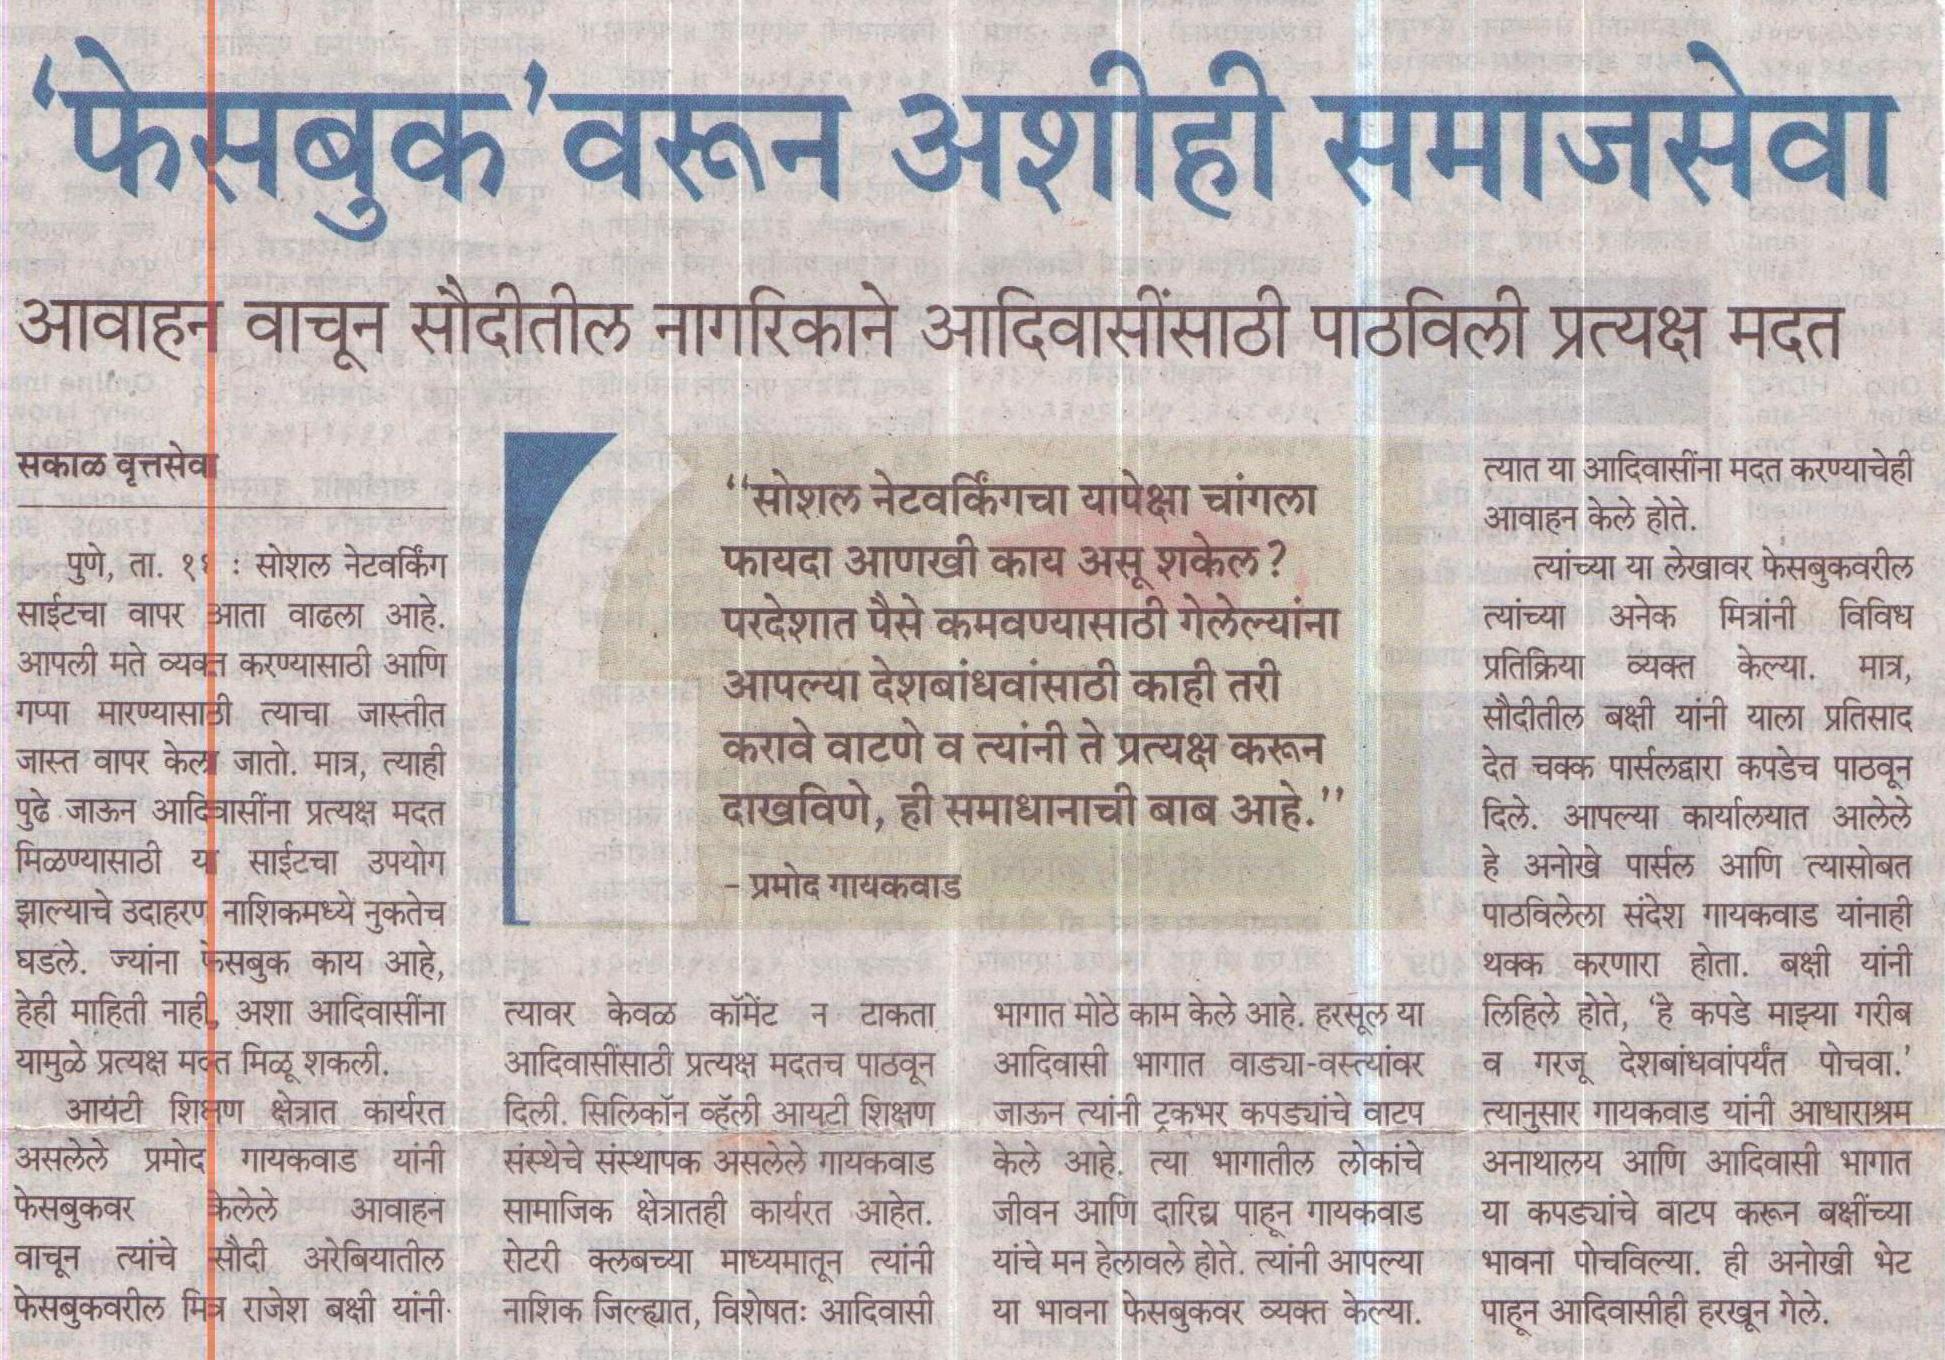 ‘फेसबुक’वरून अशीही समाजसेवा
आवाहन वाचून सौदीतील नागरिकाने आदिवासींसाठी पाठविली प्रत्यक्ष मदत
सकाळ वृत्तसेवा
पुणे, ता. : सोशल नेटवर्किंग
साईटचा वापर आता वाढला आहे.
आपली मते व्यक्त करण्यासाठी आणि
गप्पा मारण्यासाठी त्याचा जास्तीत
जास्त वापर केला जातो. मात्र, त्याही
पुढे जाऊन आदिवासींना प्रत्यक्ष मदत
मिळण्यासाठी या साईटचा उपयोग
झाल्याचे उदाहरण नाशिकमध्ये नुकतेच
घडले. ज्यांना फेसबुक काय आहे,
हेही माहिती नाही, अशा आदिवासींना
यामुळे प्रत्यक्ष मदत मिळू शकली.
आयटी शिक्षण क्षेत्रात कार्यरत
असलेले प्रमोद गायकवाड यांनी
फेसबुकवर केलेले आवाहन
वाचून त्यांचे सौदी अरेबियातील
फेसबुकवरील मित्र राजेश बक्षी यांनी
“सोशल नेटवर्किंगचा यापेक्षा चांगला
फायदा आणखी काय असू शकेल?
परदेशात पैसे कमवण्यासाठी गेलेल्यांना
आपल्या देशबांधवांसाठी काही तरी
करावे वाटणे व त्यांनी ते प्रत्यक्ष करून
दाखविणे, ही समाधानाची बाब आहे.”
– प्रमोद गायकवाड
त्यावर केवळ कॉमेंट न टाकता
आदिवासींसाठी प्रत्यक्ष मदतच पाठवून
दिली. सिलिकॉन व्हॅली आयटी शिक्षण
संस्थेचे संस्थापक असलेले गायकवाड
सामाजिक क्षेत्रातही कार्यरत आहेत.
रोटरी क्लबच्या माध्यमातून त्यांनी
नाशिक जिल्ह्यात, विशेषतः आदिवासी
भागात मोठे काम केले आहे. हरसूल या
आदिवासी भागात वाड्या-वस्त्यांवर
जाऊन त्यांनी ट्रकभर कपड्यांचे वाटप
केले आहे. त्या भागातील लोकांचे
जीवन आणि दारिद्य्र पाहून गायकवाड
यांचे मन हेलावले होते. त्यांनी आपल्या
या भावना फेसबुकवर व्यक्त केल्या.
त्यात या आदिवासींना मदत करण्याचेही
आवाहन केले होते.
त्यांच्या या लेखावर फेसबुकवरील
त्यांच्या अनेक मित्रांनी विविध
प्रतिक्रिया व्यक्त केल्या. मात्र,
सौदीतील बक्षी यांनी याला प्रतिसाद
देत चक्क पार्सलद्वारा कपडेच पाठवून
दिले. आपल्या कार्यालयात आलेले
हे अनोखे पार्सल आणि त्यासोबत
पाठविलेला संदेश गायकवाड यांनाही
थक्क करणारा होता. बक्षी यांनी
लिहिले होते, ‘हे कपडे माझ्या गरीब
व गरजू देशबांधवांपर्यंत पोचवा.’
त्यानुसार गायकवाड यांनी आधाराश्रम
अनाथालय आणि आदिवासी भागात
या कपड्यांचे वाटप करून बक्षींच्या
भावना पोचविल्या. ही अनोखी भेट
पाहून आदिवासीही हरखून गेले.